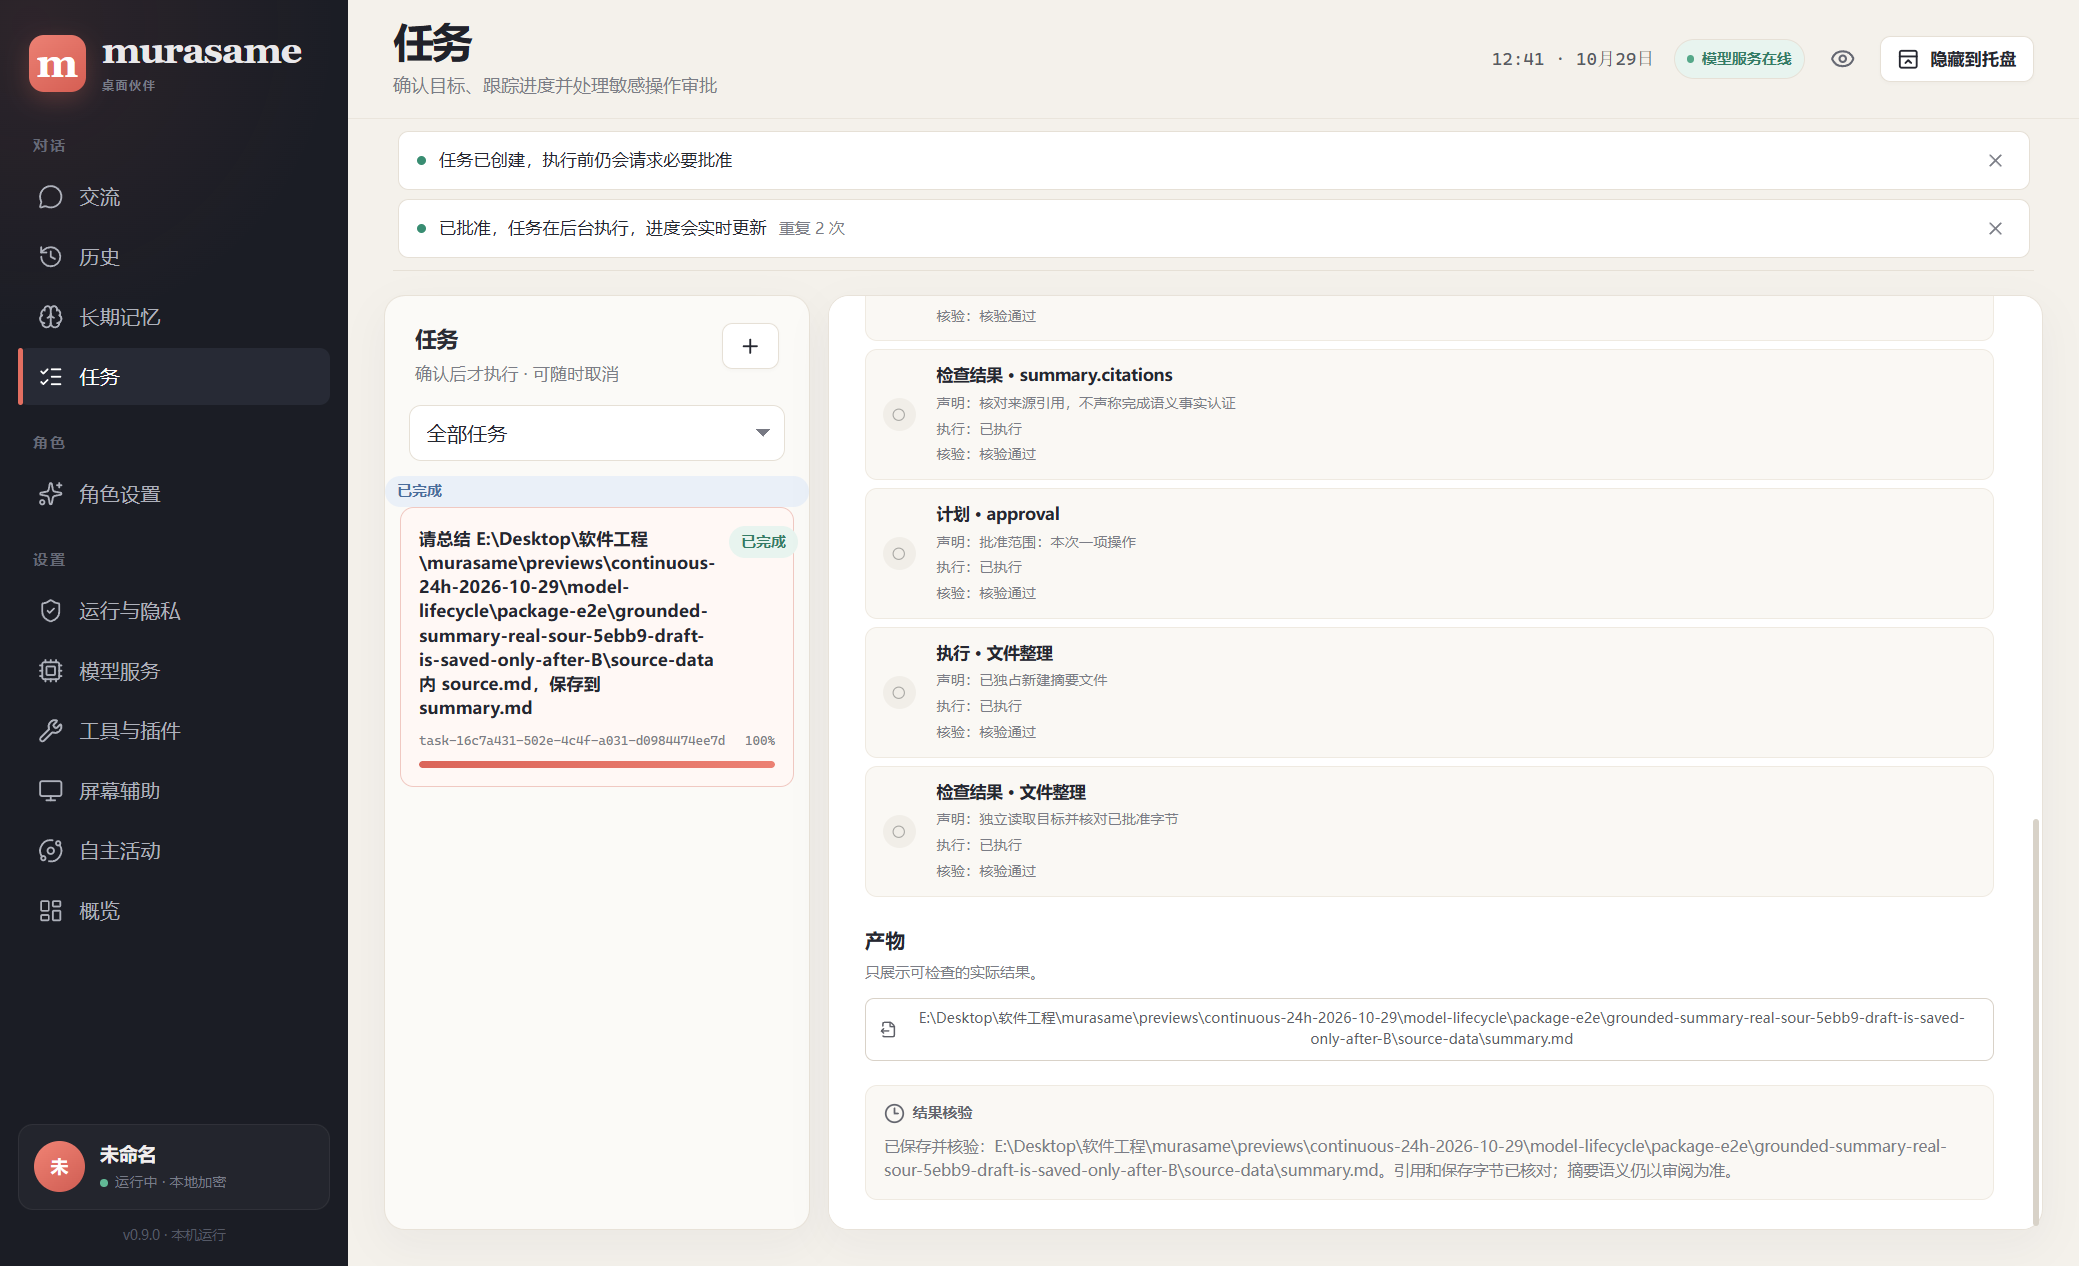 m murasame
桌面伙伴
对话
交流
历史
长期记忆
任务
角色
角色设置
设置
运行与隐私
模型服务
工具与插件
屏幕辅助
自主活动
概览
未
未命名
运行中 · 本地加密
v0.9.0 · 本机运行
任务
确认目标、跟踪进度并处理敏感操作审批
12:41 · 10月29日
模型服务在线
隐藏到托盘
任务已创建，执行前仍会请求必要批准
已批准，任务在后台执行，进度会实时更新 重复 2 次
任务
确认后才执行 · 可随时取消
全部任务
已完成
请总结 E:\Desktop\软件工程
\murasame\previews\continuous-
24h-2026-10-29\model-
lifecycle\package-e2e\grounded-
summary-real-sour-5ebb9-draft-
is-saved-only-after-B\source-data
内 source.md，保存到
summary.md
已完成
task-16c7a431-502e-4c4f-a031-d0984474ee7d 100%
核验：核验通过
检查结果 • summary.citations
声明：核对来源引用，不声称完成语义事实认证
执行：已执行
核验：核验通过
计划 • approval
声明：批准范围：本次一项操作
执行：已执行
核验：核验通过
执行 • 文件整理
声明：已独占新建摘要文件
执行：已执行
核验：核验通过
检查结果 • 文件整理
声明：独立读取目标并核对已批准字节
执行：已执行
核验：核验通过
产物
只展示可检查的实际结果。
E:\Desktop\软件工程\murasame\previews\continuous-24h-2026-10-29\model-lifecycle\package-e2e\grounded-summary-real-sour-5ebb9-draft-is-saved-
only-after-B\source-data\summary.md
结果核验
已保存并核验：E:\Desktop\软件工程\murasame\previews\continuous-24h-2026-10-29\model-lifecycle\package-e2e\grounded-summary-real-
sour-5ebb9-draft-is-saved-only-after-B\source-data\summary.md。引用和保存字节已核对；摘要语义仍以审阅为准。